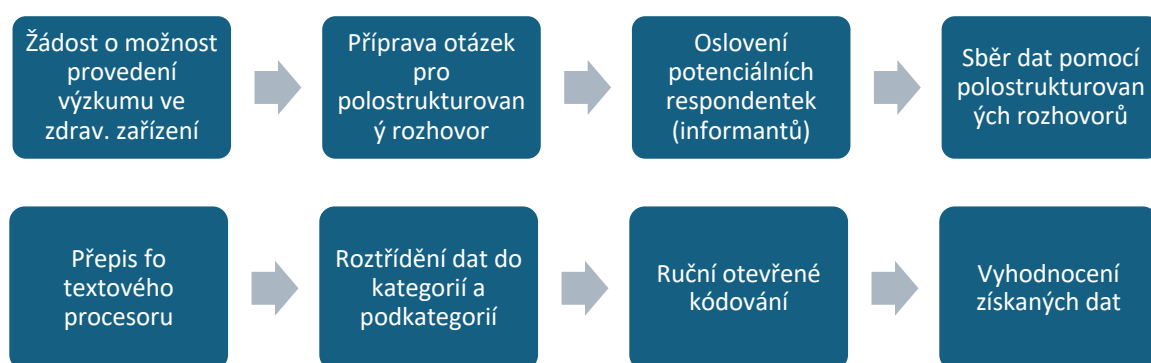 Žádost o možnost
provedení
výzkumu ve
zdrav. zařízení
Příprava otázek
pro
polostrukturovan
ý rozhovor
Oslovení
potenciálních
respondentek
(informantů)
Sběr dat pomocí
polostrukturovan
ých rozhovorů
Přepis fo
textového
procesoru
Roztřídění dat do
kategorií a
podkategorií
Ruční otevřené
kódování
Vyhodnocení
získaných dat